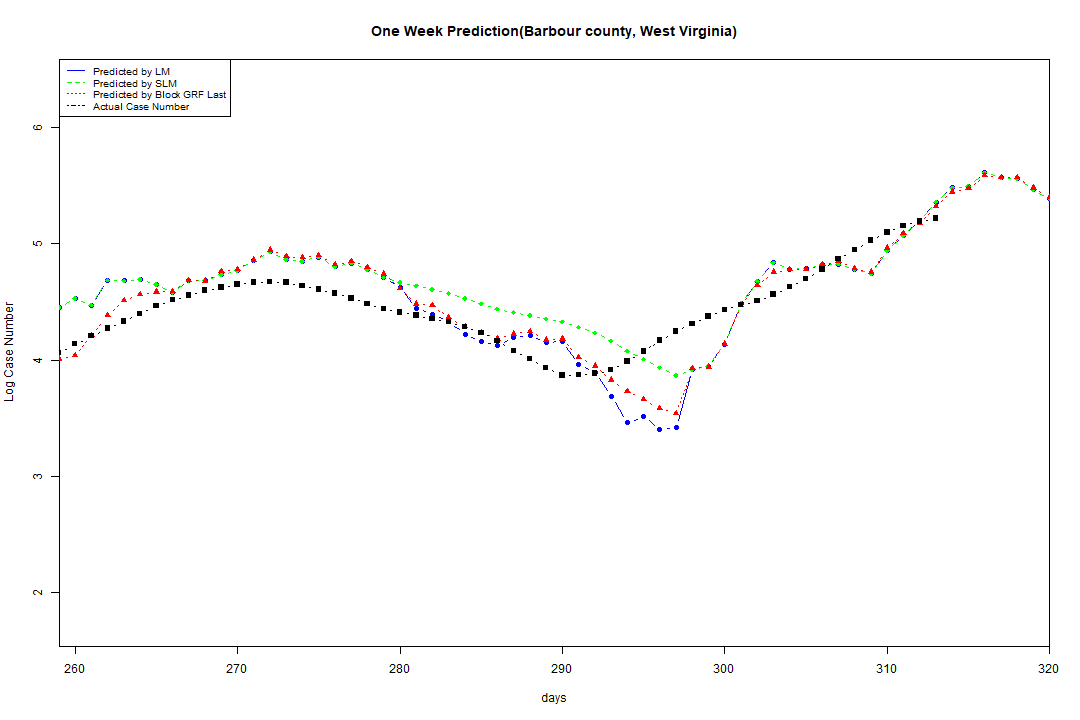 One Week Prediction(Barbour county, West Virginia)
Predicted by LM
Predicted by SLM
Predicted by Block GRF Last
Actual Case Number
6
5
4
3
2
Log Case Number
260 270 280 290 300 310 320
days